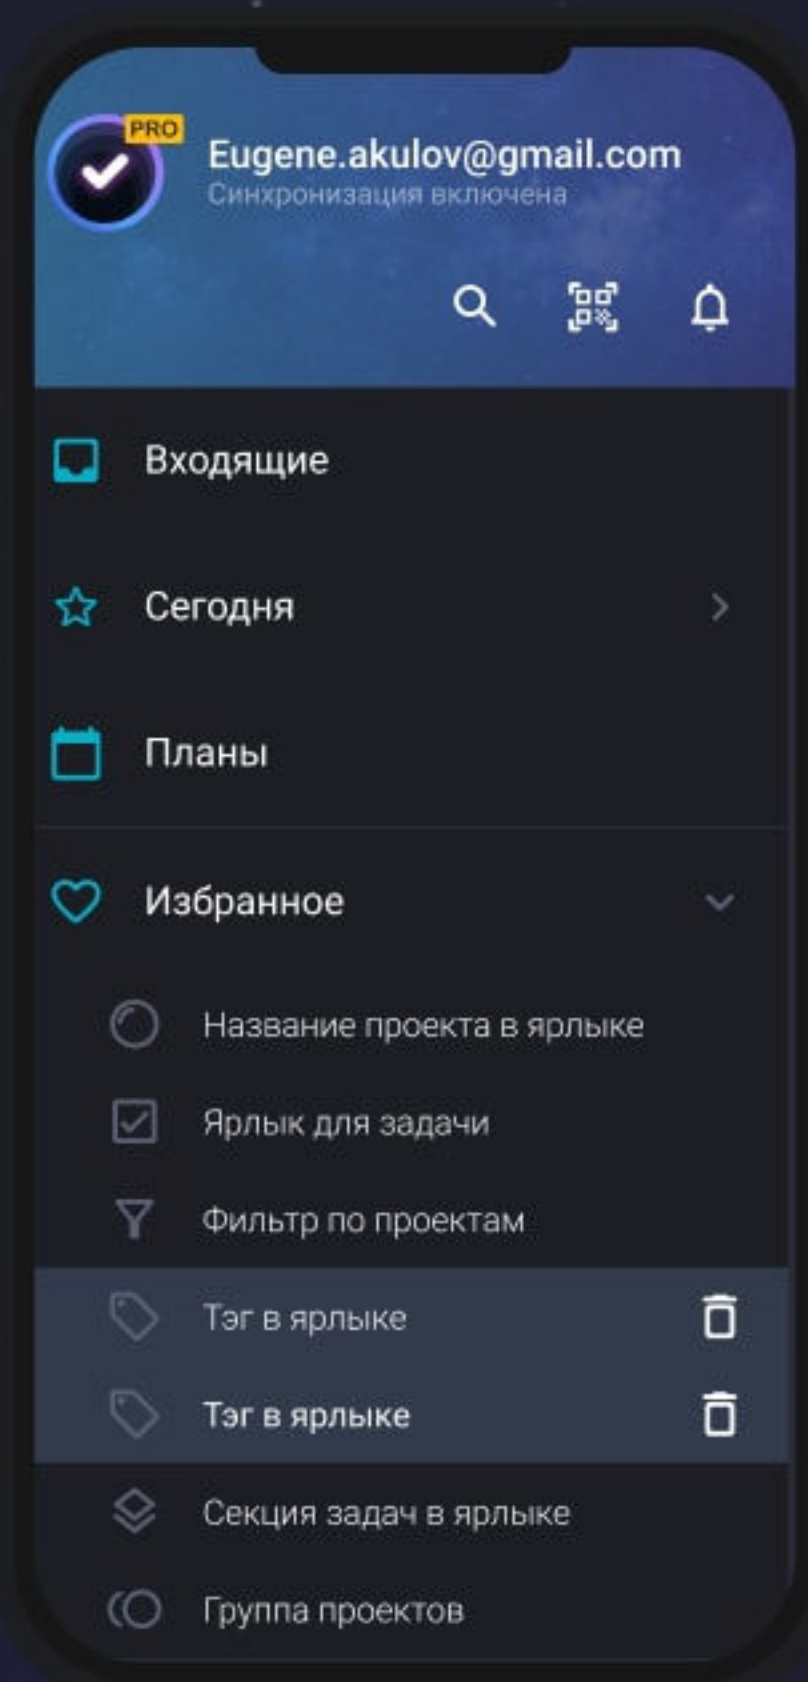 PRO
Eugene.akulov@gmail.com
Синхронизация включена
Входящие
Сегодня
Планы
Избранное
Название проекта в ярлыке
Ярлык для задачи
Фильтр по проектам
Тэг в ярлыке
Тэг в ярлыке
Секция задач в ярлыке
Группа проектов